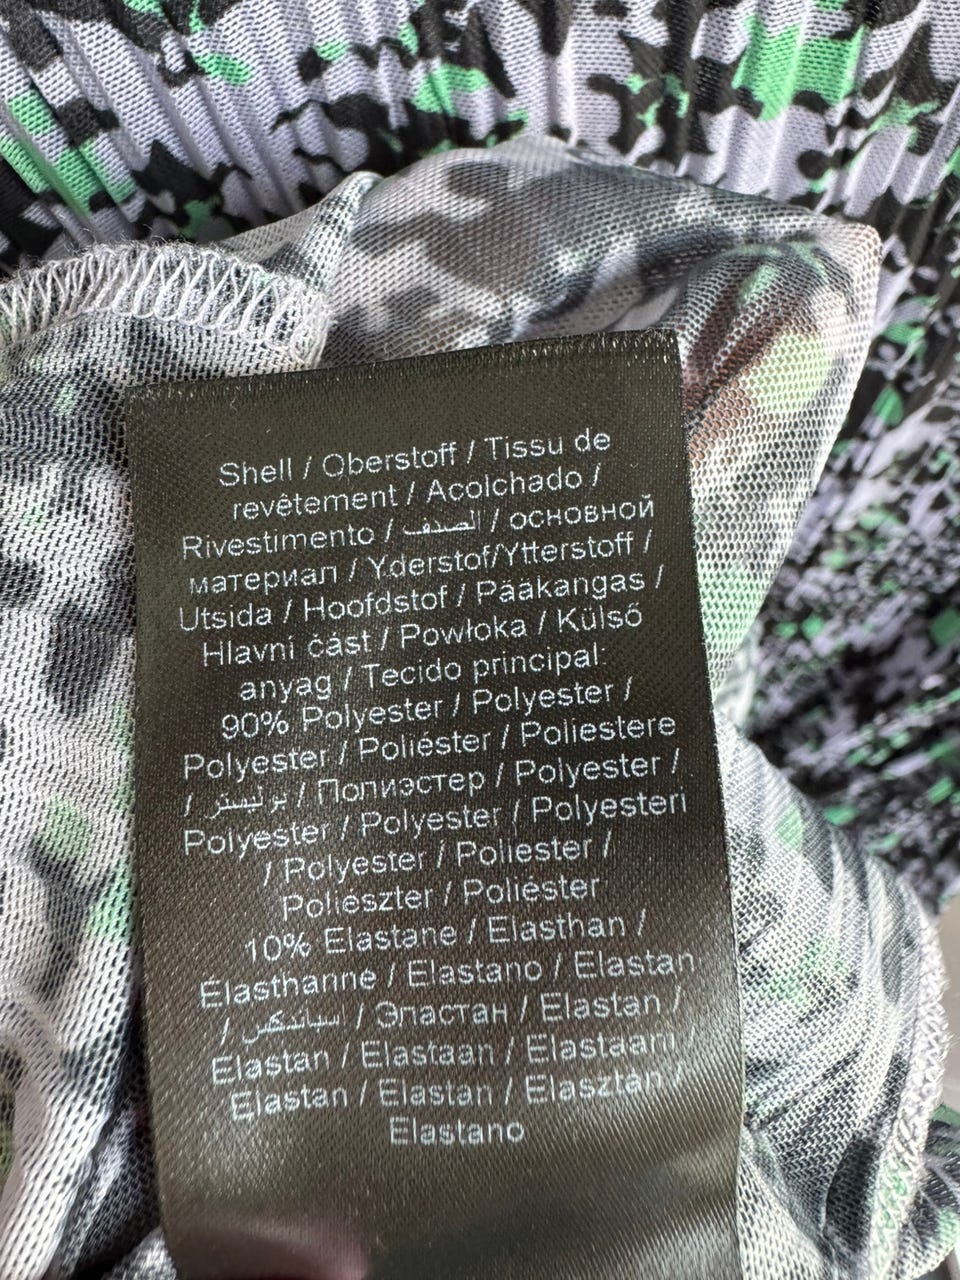 Shell / Oberstoff / Tissu de
revêtement / Acolchado /
Rivestimento / الصدف / основной
материал / Yderstof/Ytterstoff /
Utsida / Hoofdstof / Pääkangas /
Hlavní část / Powłoka / Külső
anyag / Tecido principal:
90% Polyester / Polyester /
Polyester / Poliéster / Poliestere
/ بوليستر / Полиэстер / Polyester /
Polyester / Polyester / Polyesteri
/ Polyester / Poliester /
Poliészter / Poliéster
10% Elastane / Elasthan /
Élasthanne / Elastano / Elastan
/ / Эластан / Elastan /
Elastan / Elastaan / Elastaani /
Elastan / Elastan / Elasztán /
Elastano